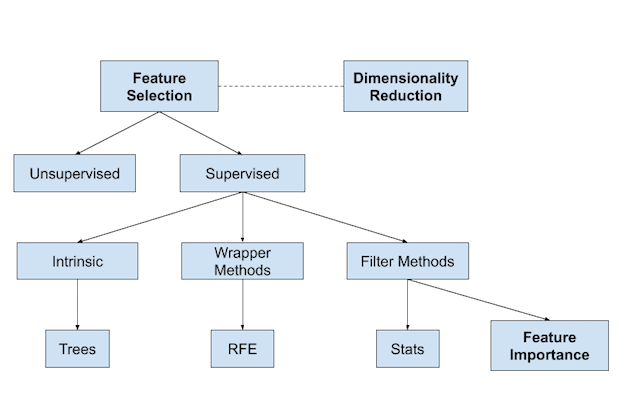 Feature
Selection
Dimensionality
Reduction
Unsupervised
Supervised
Intrinsic
Wrapper
Methods
Filter Methods
Trees
RFE
Stats
Feature
Importance